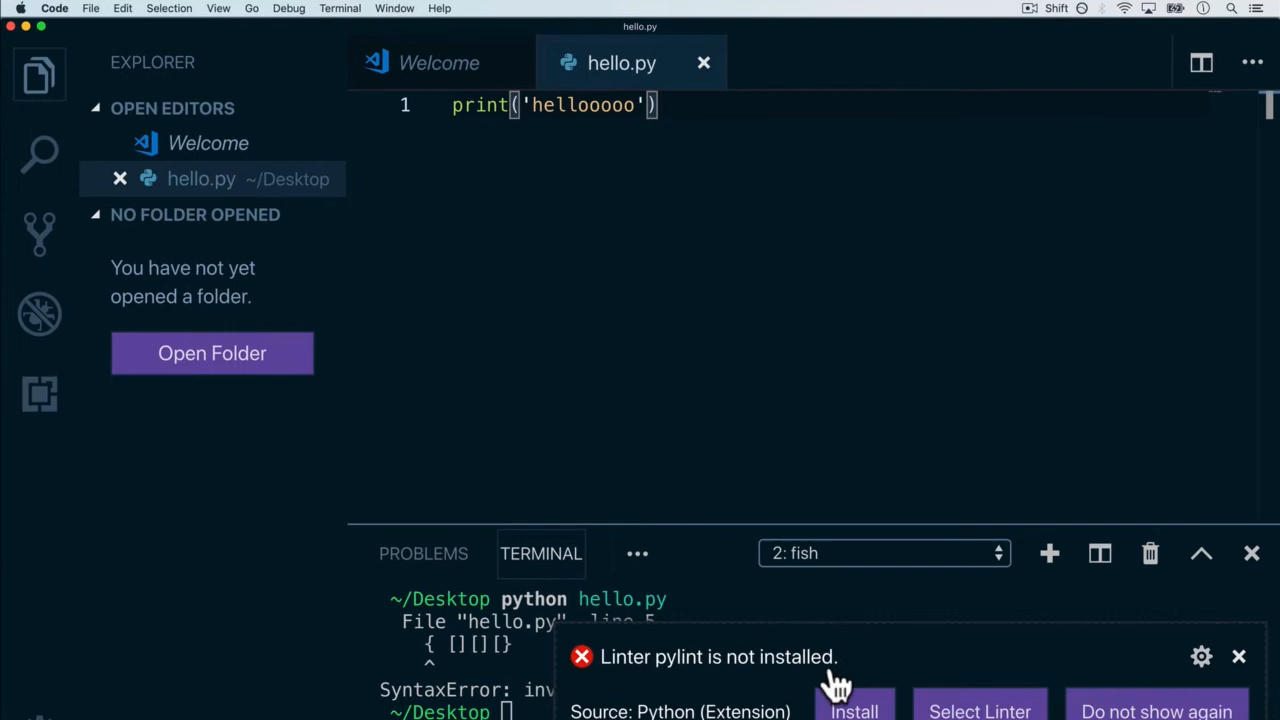 Code File Edit Selection View Go Debug Terminal Window Help Shift
hello.py
EXPLORER
Welcome
hello.py
OPEN EDITORS
1 print('hellooooo')
Welcome
hello.py ~/Desktop
NO FOLDER OPENED
You have not yet
opened a folder.
Open Folder
PROBLEMS TERMINAL 2: fish
~/Desktop python hello.py
File "hello.py", line 5
{ [][][}
^
SyntaxError: inv
~/Desktop
Linter pylint is not installed.
Source: Python (Extension) Install Select Linter Do not show again